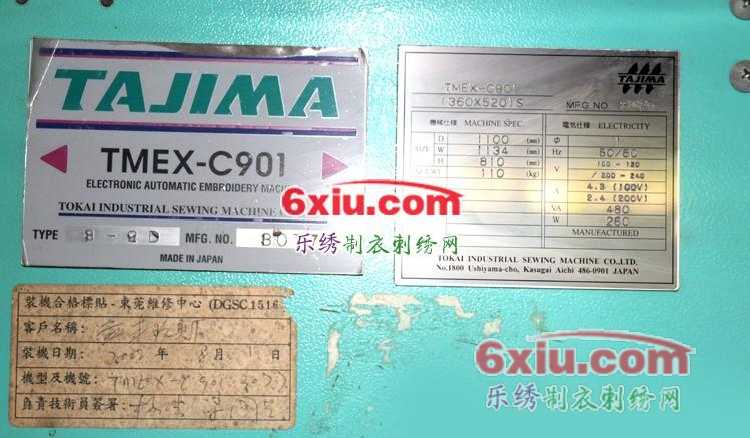 TAJIMA
TMEX-C901
ELECTRONIC AUTOMATIC EMBROIDERY
TOKAI INDUSTRIAL SEWING MACHINE
TYPE MFG. NO. 80
MADE IN JAPAN
TAJIMA
TMEX-C901
(360X520)S MFG.NO
機械仕様 MACHINE SPEC. 電気仕様 ELECTRICITY
SIZE D 1100 (mm) Φ
W 1134 (mm) Hz 50/60
H 810 (mm) V 100-120
110 (kg) /200-240
A 4.3 (100V)
2.4 (200V)
VA 480
W 260
MANUFACTURED
TOKAI INDUSTRIAL SEWING MACHINE CO.,LTD.
No.1800 Ushiyama-cho, Kasugai Aichi 486-0901 JAPAN
6xiu.com
乐绣制衣刺绣网
裝機合格標貼-東莞維修中心 (DGSC1516
客戶名稱:
裝機日期: 年 8 月 日
機型及機號:
負責技術員簽署:
6xiu.com
乐绣制衣刺绣网